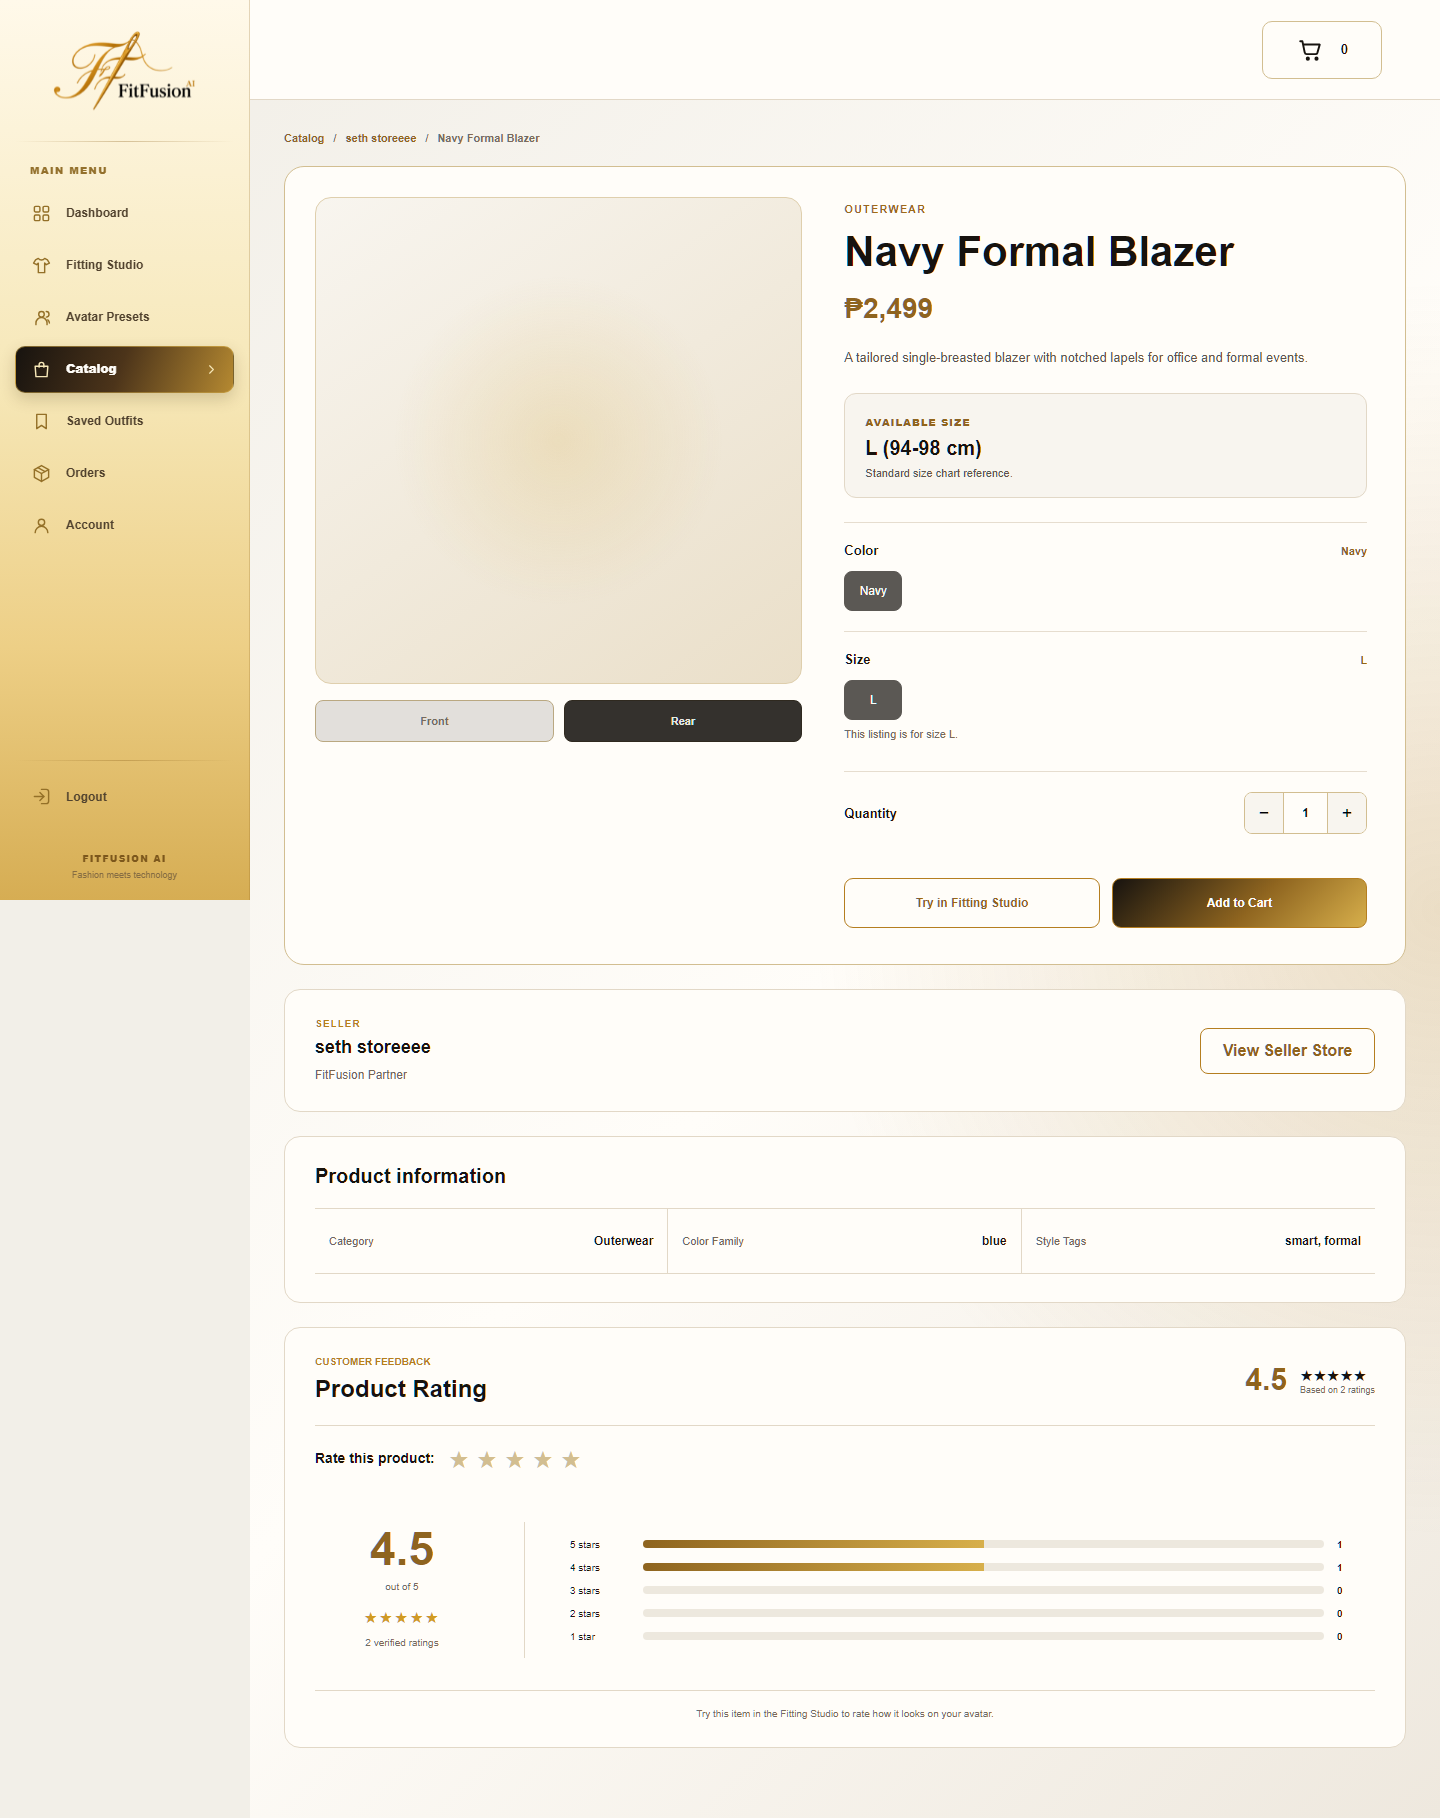 FitFusion AI
MAIN MENU
Dashboard
Fitting Studio
Avatar Presets
Catalog
Saved Outfits
Orders
Account
Logout
FITFUSION AI
Fashion meets technology
0
Catalog / seth storeeee / Navy Formal Blazer
Front
Rear
OUTERWEAR
Navy Formal Blazer
₱2,499
A tailored single-breasted blazer with notched lapels for office and formal events.
AVAILABLE SIZE
L (94-98 cm)
Standard size chart reference.
Color Navy
Navy
Size L
L
This listing is for size L.
Quantity − 1 +
Try in Fitting Studio Add to Cart
SELLER
seth storeeee
FitFusion Partner
View Seller Store
Product information
Category Outerwear Color Family blue Style Tags smart, formal
CUSTOMER FEEDBACK
Product Rating
4.5 ★★★★★
Based on 2 ratings
Rate this product: ★ ★ ★ ★ ★
4.5
out of 5
★★★★★
2 verified ratings
5 stars 1
4 stars 1
3 stars 0
2 stars 0
1 star 0
Try this item in the Fitting Studio to rate how it looks on your avatar.